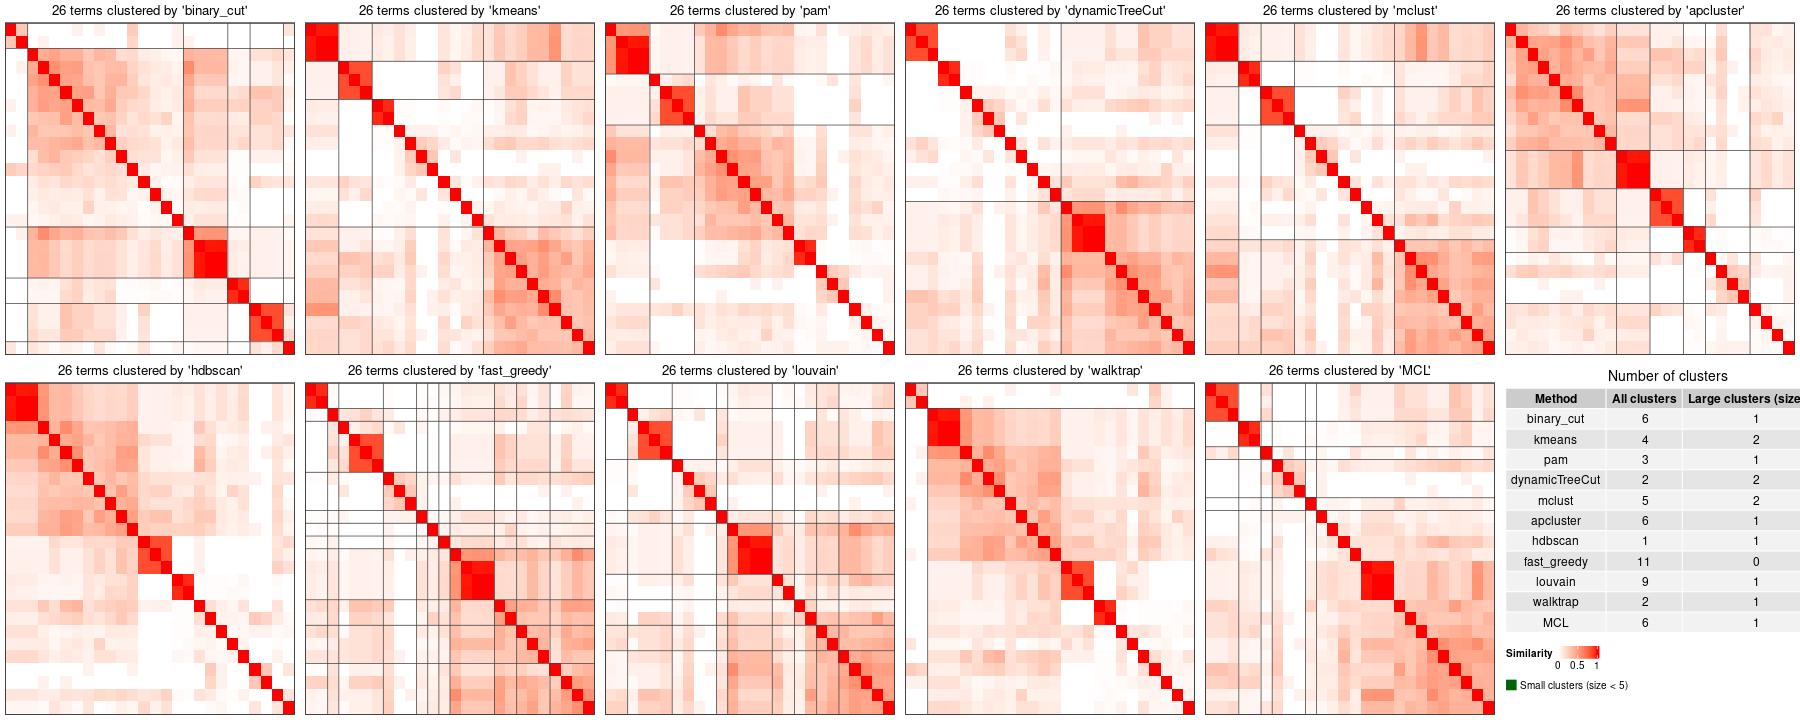 26 terms clustered by 'binary_cut'
26 terms clustered by 'kmeans'
26 terms clustered by 'pam'
26 terms clustered by 'dynamicTreeCut'
26 terms clustered by 'mclust'
26 terms clustered by 'apcluster'
26 terms clustered by 'hdbscan'
26 terms clustered by 'fast_greedy'
26 terms clustered by 'louvain'
26 terms clustered by 'walktrap'
26 terms clustered by 'MCL'
Number of clusters
Method All clusters Large clusters (size
binary_cut 6 1
kmeans 4 2
pam 3 1
dynamicTreeCut 2 2
mclust 5 2
apcluster 6 1
hdbscan 1 1
fast_greedy 11 0
louvain 9 1
walktrap 2 1
MCL 6 1
Similarity
0 0.5 1
Small clusters (size < 5)